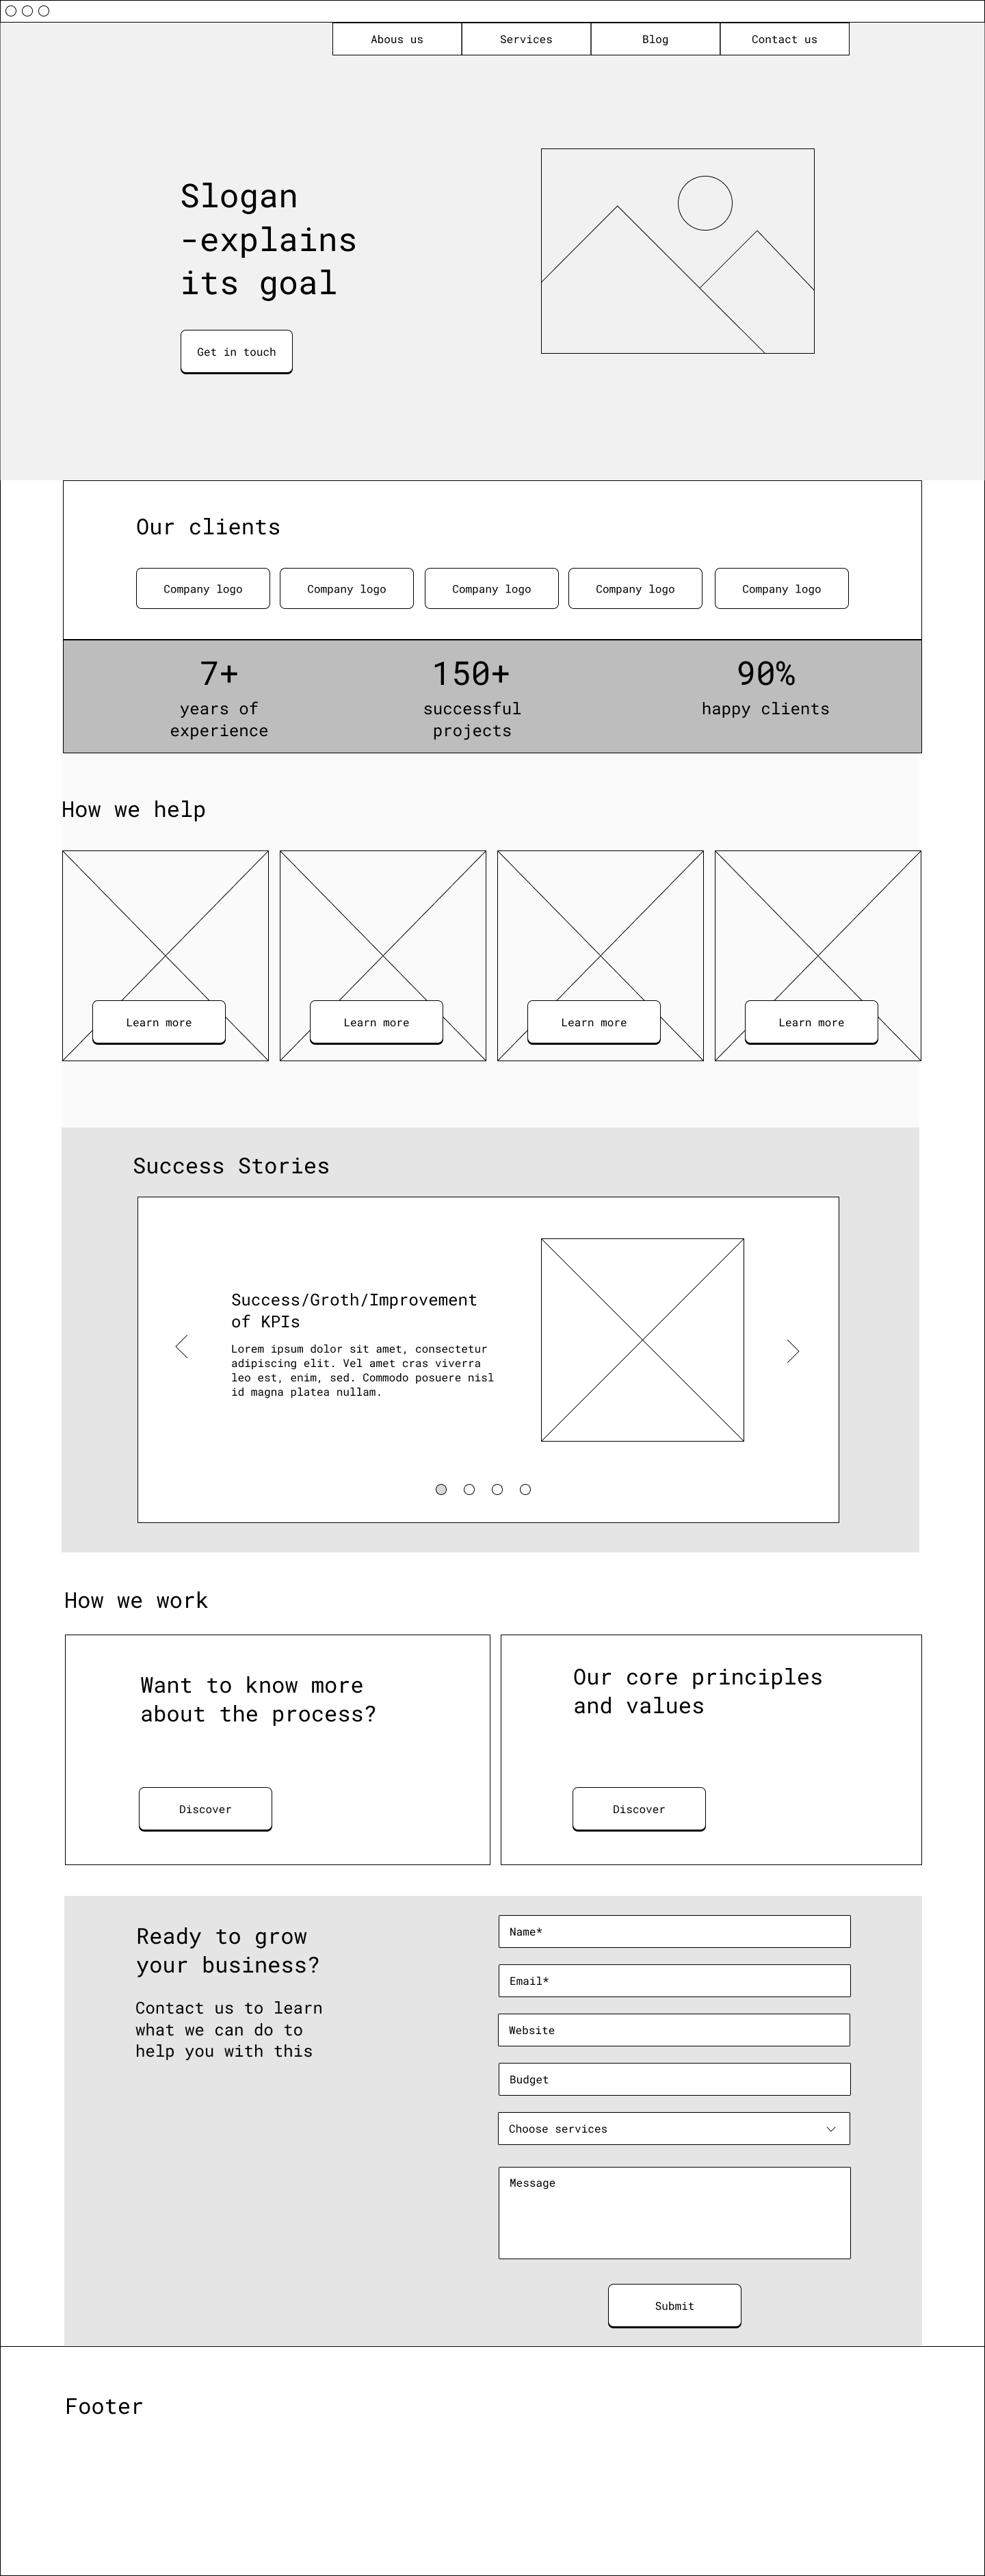 Abous us
Services
Blog
Contact us
Slogan
-explains
its goal
Get in touch
Our clients
Company logo
Company logo
Company logo
Company logo
Company logo
7+
years of
experience
150+
successful
projects
90%
happy clients
How we help
Learn more
Learn more
Learn more
Learn more
Success Stories
Success/Groth/Improvement
of KPIs
Lorem ipsum dolor sit amet, consectetur
adipiscing elit. Vel amet cras viverra
leo est, enim, sed. Commodo posuere nisl
id magna platea nullam.
How we work
Want to know more
about the process?
Discover
Our core principles
and values
Discover
Ready to grow
your business?
Contact us to learn
what we can do to
help you with this
Name*
Email*
Website
Budget
Choose services
Message
Submit
Footer